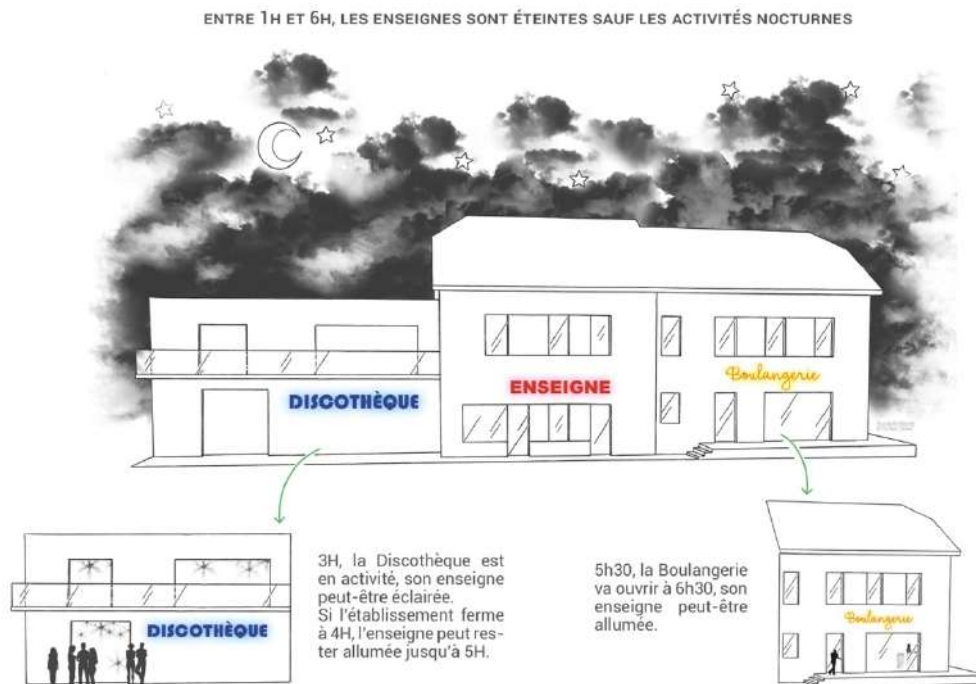 ENTRE 1H ET 6H, LES ENSEIGNES SONT ÉTEINTES SAUF LES ACTIVITÉS NOCTURNES
DISCOTHÈQUE
ENSEIGNE
Boulangerie
3H, la Discothèque est
en activité, son enseigne
peut-être éclairée.
Si l'établissement ferme
à 4H, l'enseigne peut res-
ter allumée jusqu'à 5H.
DISCOTHÈQUE
5h30, la Boulangerie
va ouvrir à 6h30, son
enseigne peut-être
allumée.
Boulangerie